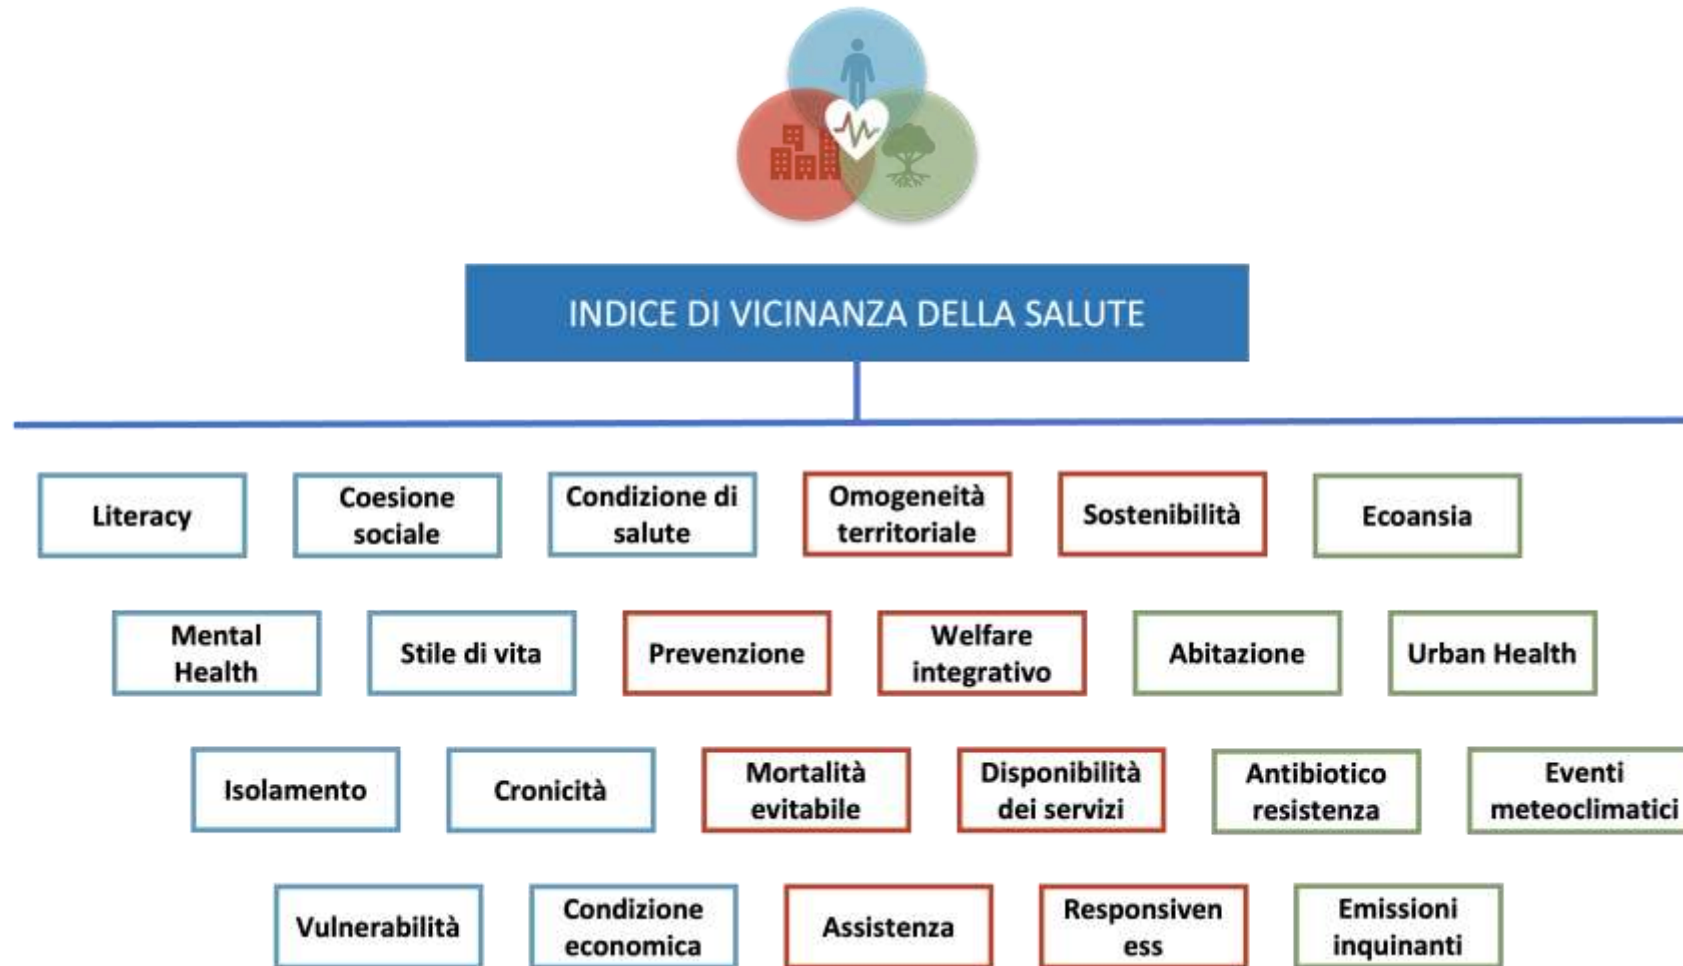 INDICE DI VICINANZA DELLA SALUTE
Literacy
Coesione
sociale
Condizione di
salute
Omogeneità
territoriale
Sostenibilità
Ecoansia
Mental
Health
Stile di vita
Prevenzione
Welfare
integrativo
Abitazione
Urban Health
Isolamento
Cronicità
Mortalità
evitabile
Disponibilità
dei servizi
Antibiotico
resistenza
Eventi
meteoclimatici
Vulnerabilità
Condizione
economica
Assistenza
Responsiven
ess
Emissioni
inquinanti